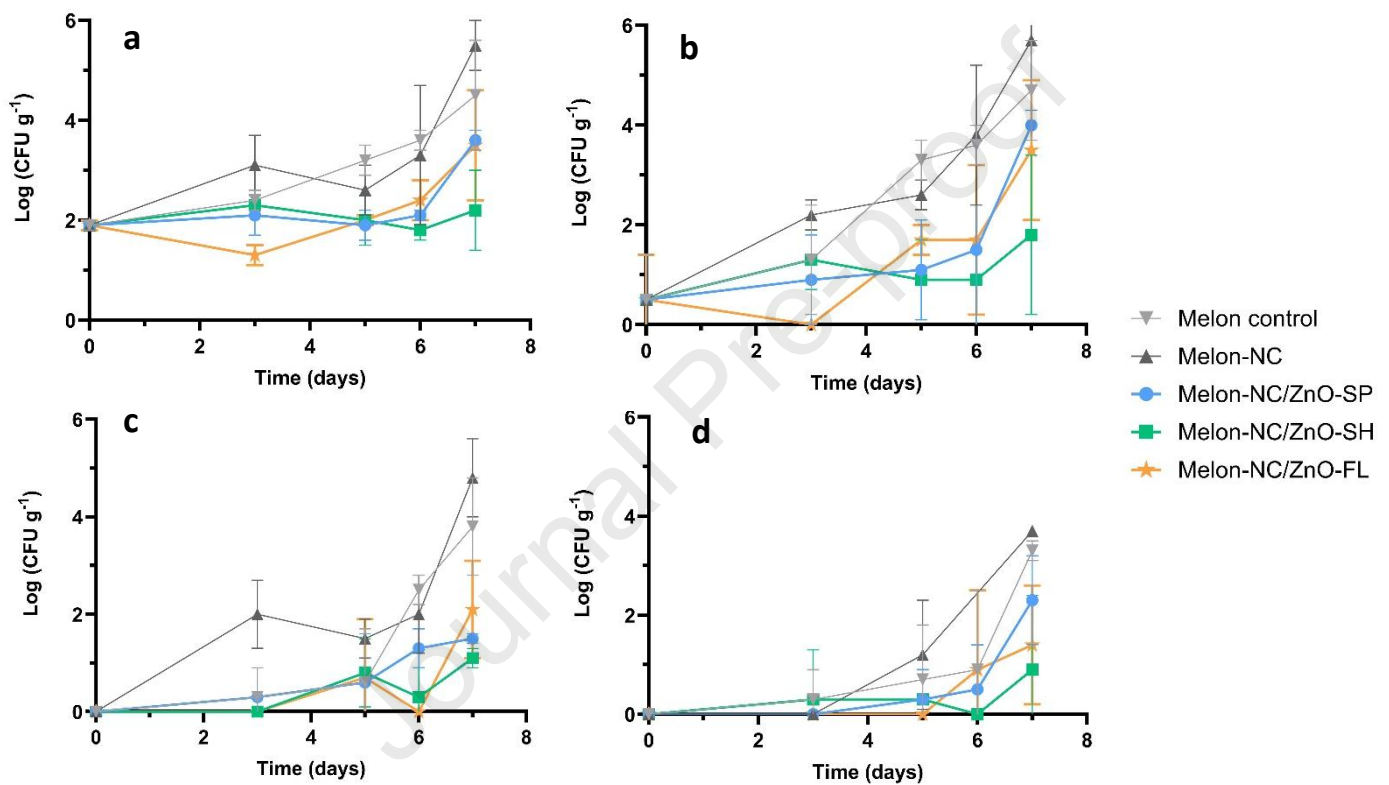 a
6
4
2
0
Log (CFU g-1)
0 2 4 6 8
Time (days)
b
6
4
2
0
Log (CFU g-1)
0 2 4 6 8
Time (days)
c
6
4
2
0
Log (CFU g-1)
0 2 4 6 8
Time (days)
d
6
4
2
0
Log (CFU g-1)
0 2 4 6 8
Time (days)
Melon control
Melon-NC
Melon-NC/ZnO-SP
Melon-NC/ZnO-SH
Melon-NC/ZnO-FL
Journal Pre-proof